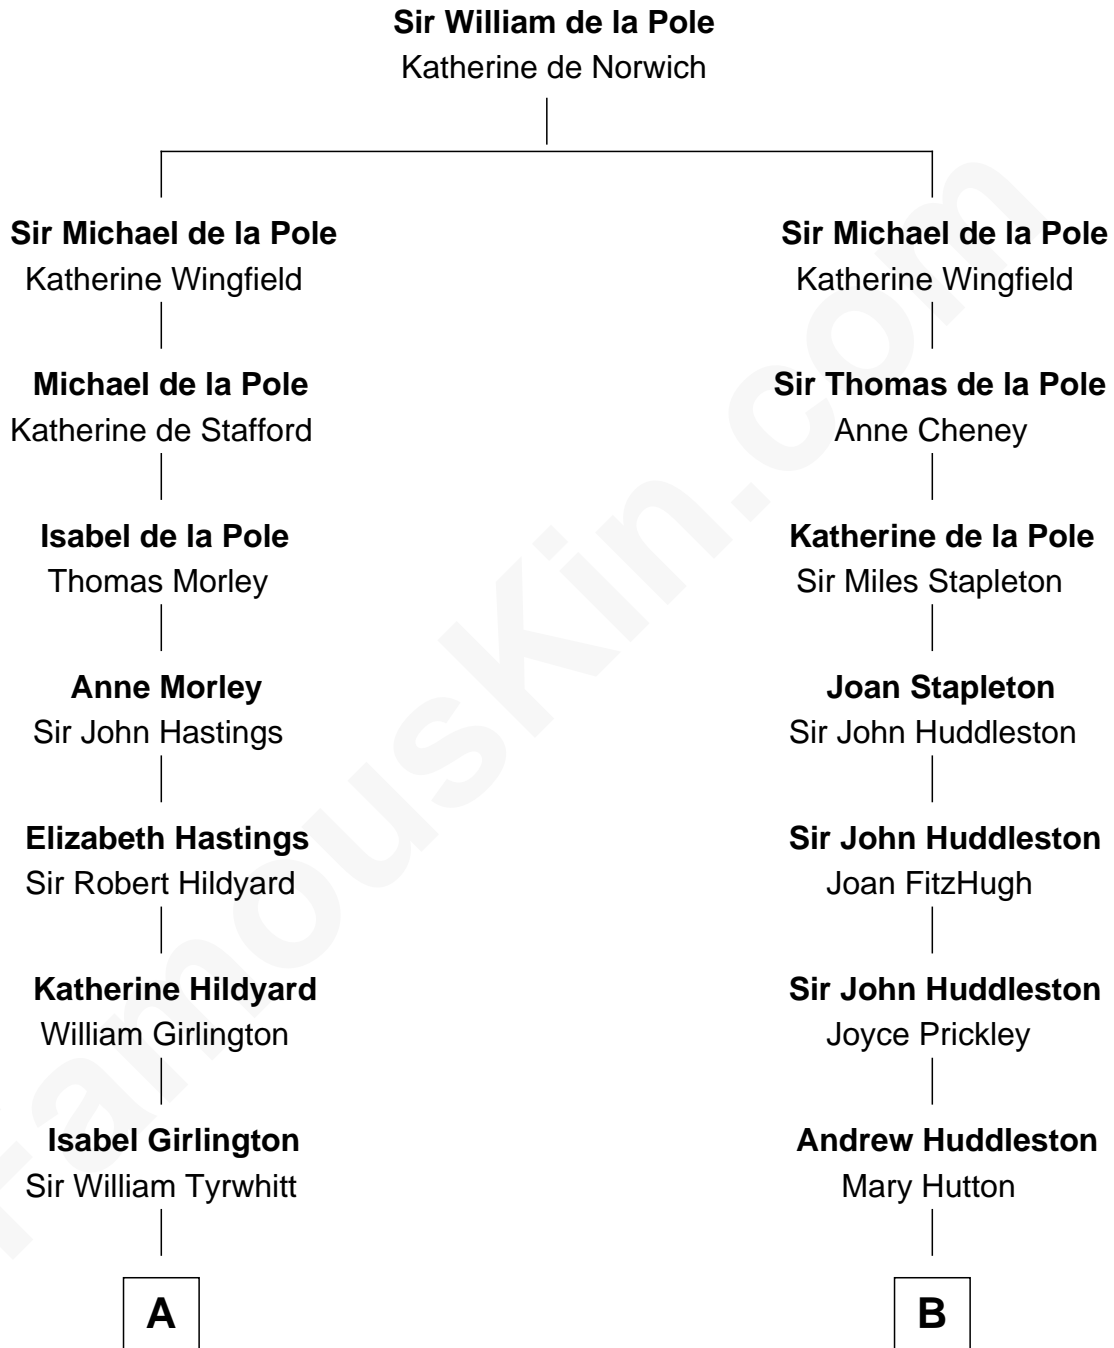 Sir William de la Pole
Katherine de Norwich
Sir Michael de la Pole
Katherine Wingfield
Sir Michael de la Pole
Katherine Wingfield
Michael de la Pole
Katherine de Stafford
Sir Thomas de la Pole
Anne Cheney
Isabel de la Pole
Thomas Morley
Katherine de la Pole
Sir Miles Stapleton
Anne Morley
Sir John Hastings
Joan Stapleton
Sir John Huddleston
Elizabeth Hastings
Sir Robert Hildyard
Sir John Huddleston
Joan FitzHugh
Katherine Hildyard
William Girlington
Sir John Huddleston
Joyce Prickley
Isabel Girlington
Sir William Tyrwhitt
Andrew Huddleston
Mary Hutton
A
B
FamousKin.com